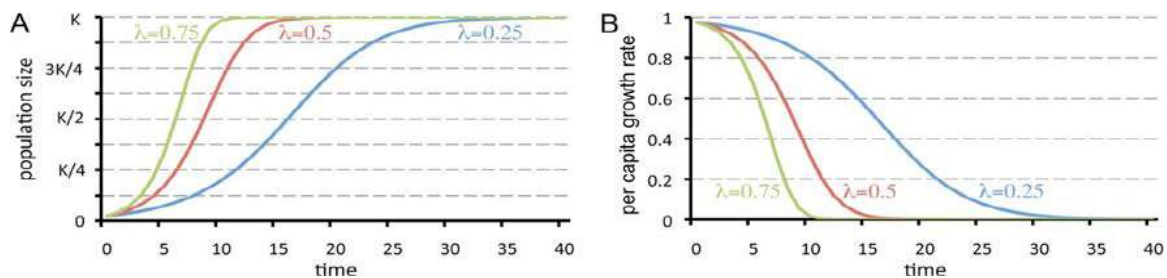 A
population size
K
3K/4
K/2
K/4
0
λ=0.75
λ=0.5
λ=0.25
0 5 10 15 20 25 30 35 40
time
B
per capita growth rate
1
0.8
0.6
0.4
0.2
0
λ=0.75
λ=0.5
λ=0.25
0 5 10 15 20 25 30 35 40
time